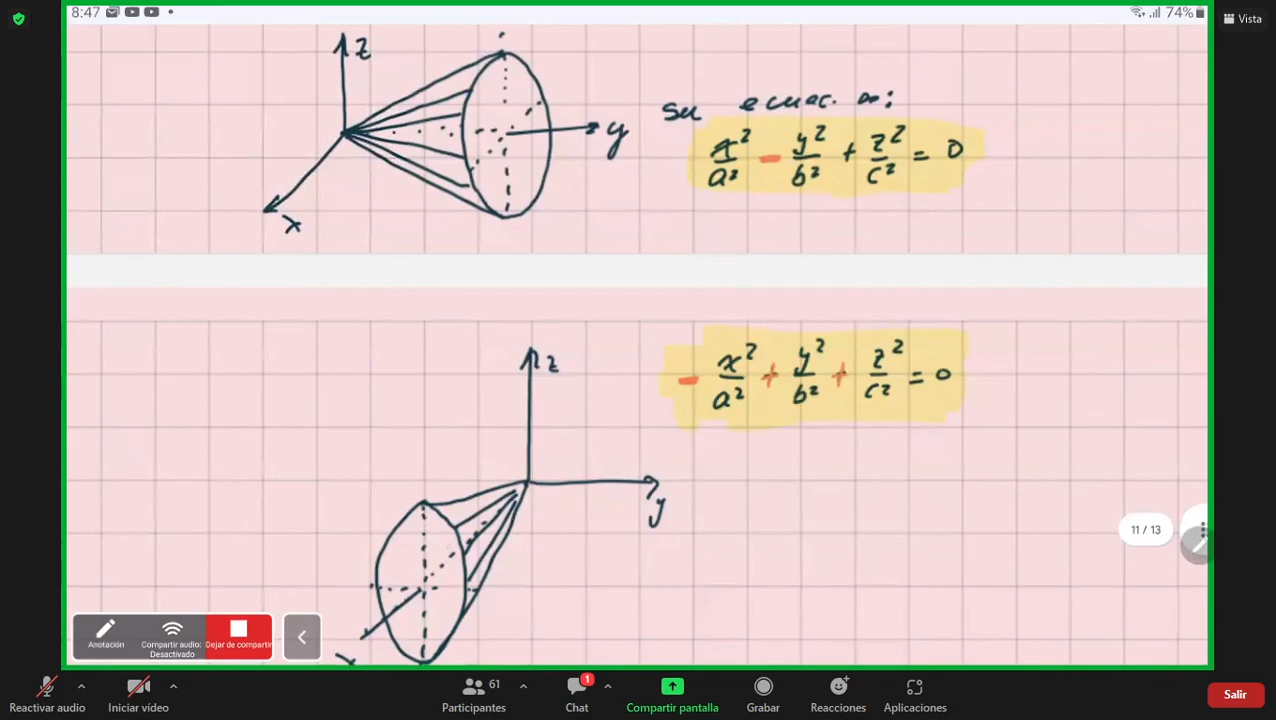 8:47
74%
Vista
z
y
x
su ecuac. es:
x²/a² - y²/b² + z²/c² = 0
- x²/a² + y²/b² + z²/c² = 0
z
y
x
11 / 13
Anotación
Compartir audio: Desactivado
Dejar de compartir
Reactivar audio
Iniciar vídeo
61
Participantes
1
Chat
Compartir pantalla
Grabar
Reacciones
Aplicaciones
Salir